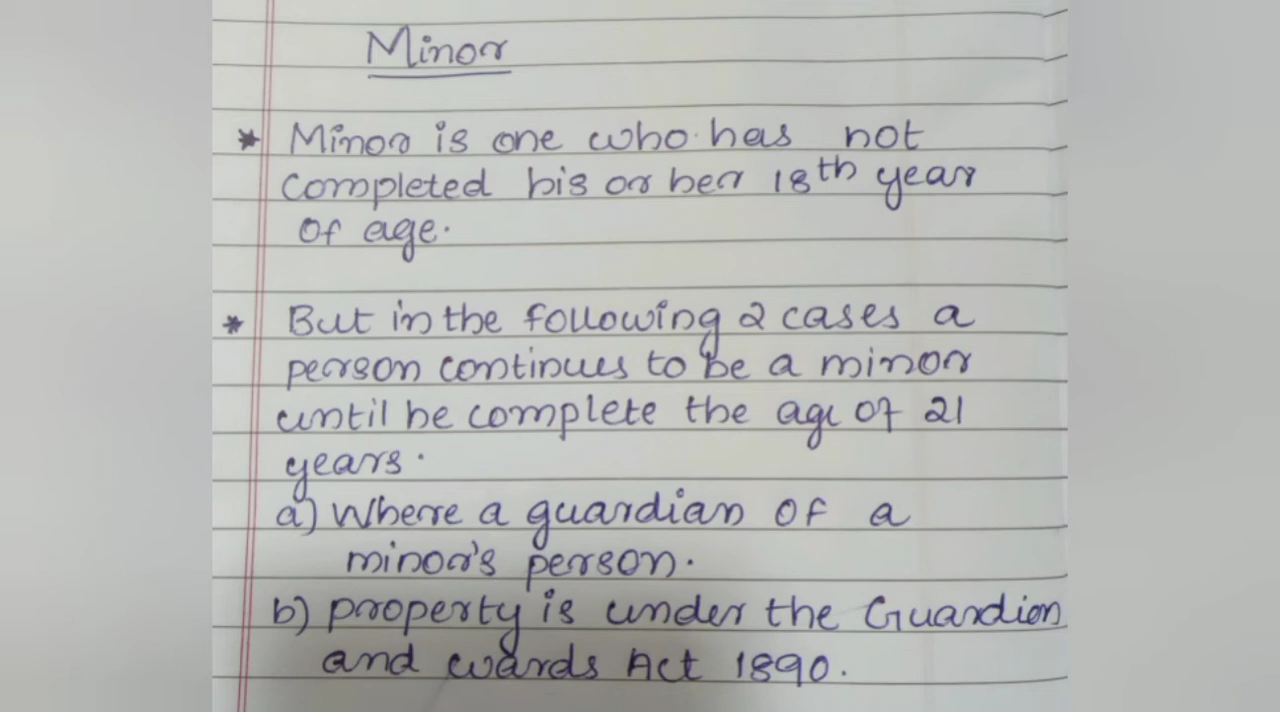 Minor
* Minor is one who has not
completed his or her 18th year
of age.
* But in the following 2 cases a
person continues to be a minor
until he complete the age of 21
years.
a) Where a guardian of a
minor's person.
b) property is under the Guardion
and wards Act 1890.